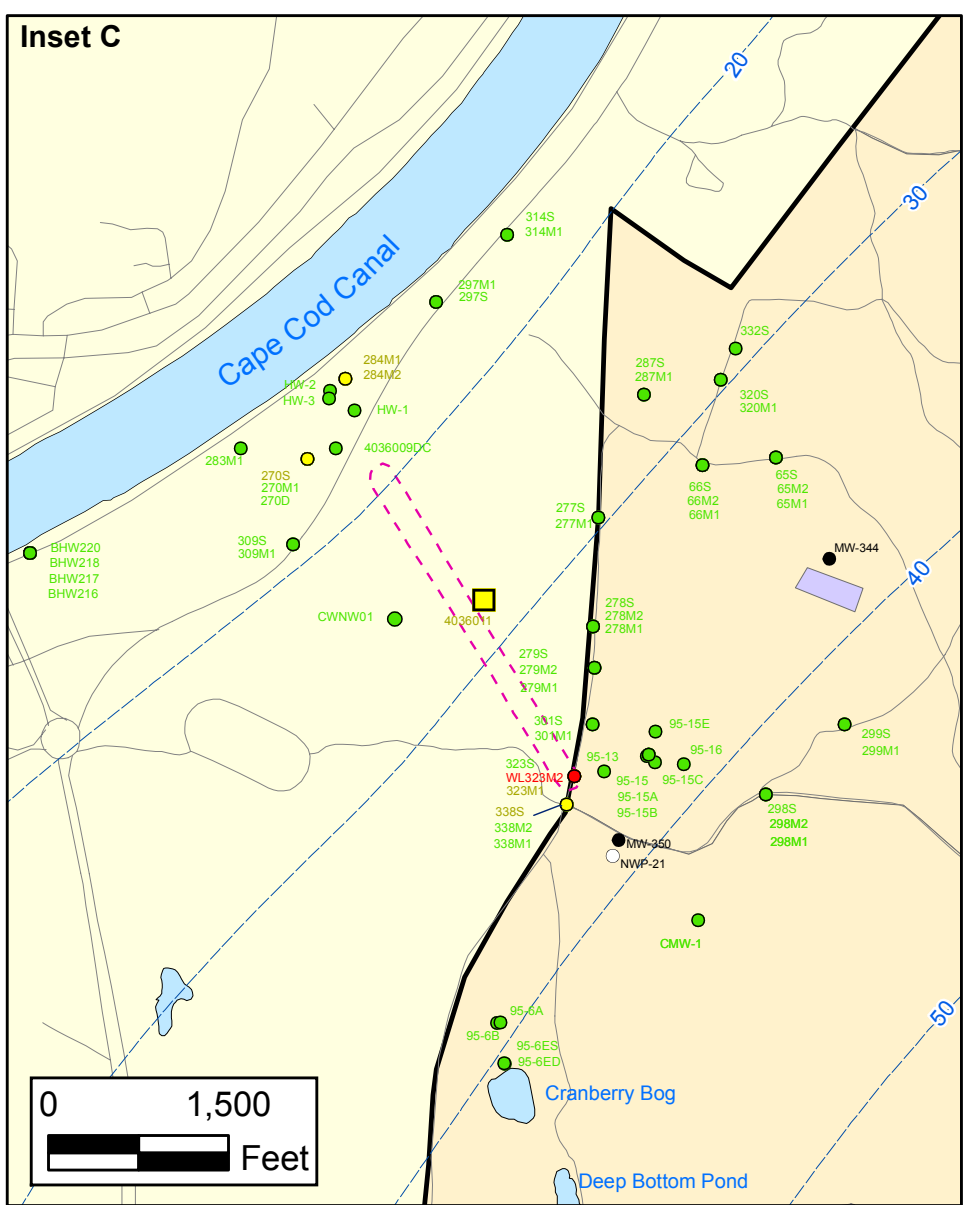 Inset C
20
30
314S
314M1
Cape Cod Canal
297M1
297S
332S
284M1
284M2
287S
287M1
HW-2
HW-3
HW-1
320S
320M1
283M1
4036009DC
270S
270M1
270D
65S
65M2
65M1
66S
66M2
66M1
277S
277M1
309S
309M1
BHW220
BHW218
BHW217
BHW216
MW-344
40
CWNW01
4036011
278S
278M2
278M1
279S
279M2
279M1
301S
301M1
95-15E
299S
299M1
95-13
95-16
323S
WL323M2
323M1
95-15
95-15C
95-15A
95-15B
338S
338M2
338M1
298S
298M2
298M1
MW-350
NWP-21
CMW-1
95-6A
95-6B
50
95-6ES
95-6ED
Cranberry Bog
0 1,500
Feet
Deep Bottom Pond